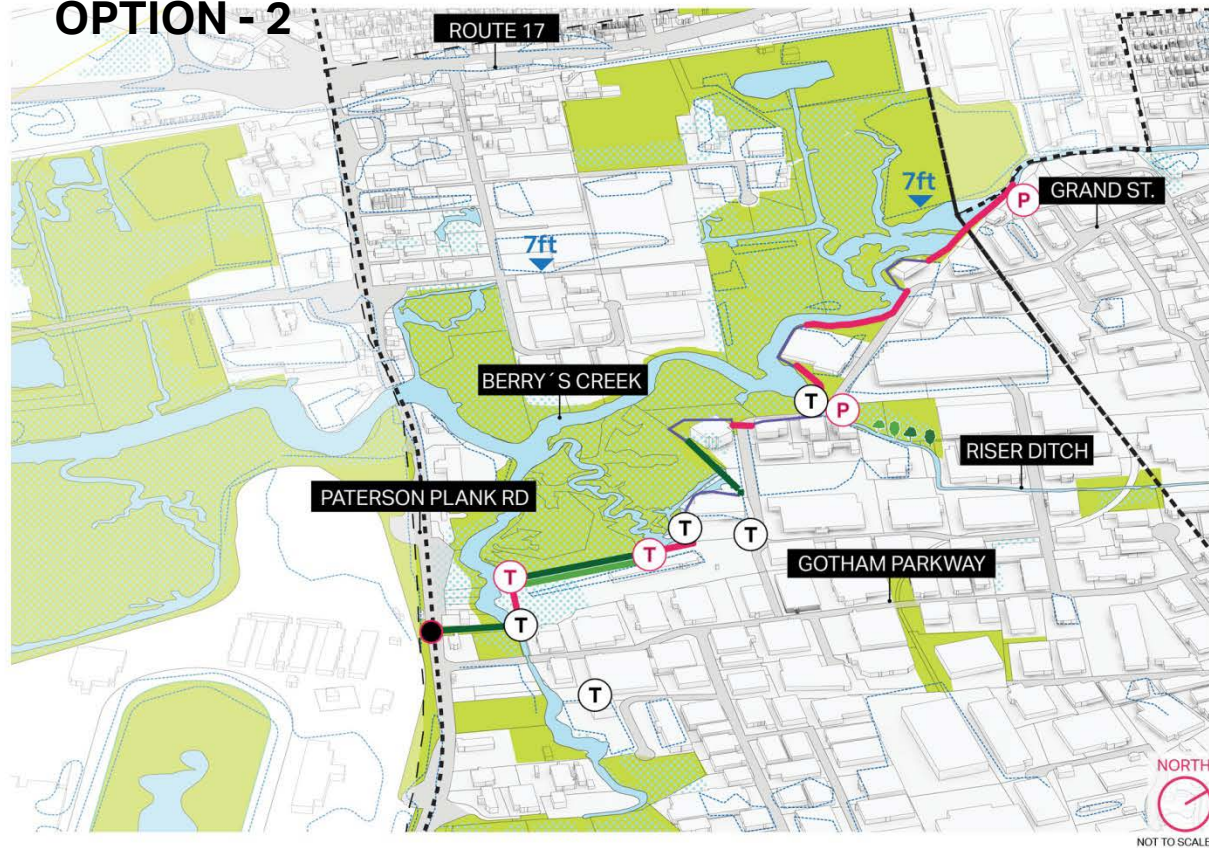 OPTION - 2
ROUTE 17
7ft
P
GRAND ST.
7ft
BERRY´S CREEK
T
P
RISER DITCH
PATERSON PLANK RD
T
T
T
GOTHAM PARKWAY
T
T
T
NORTH
NOT TO SCALE